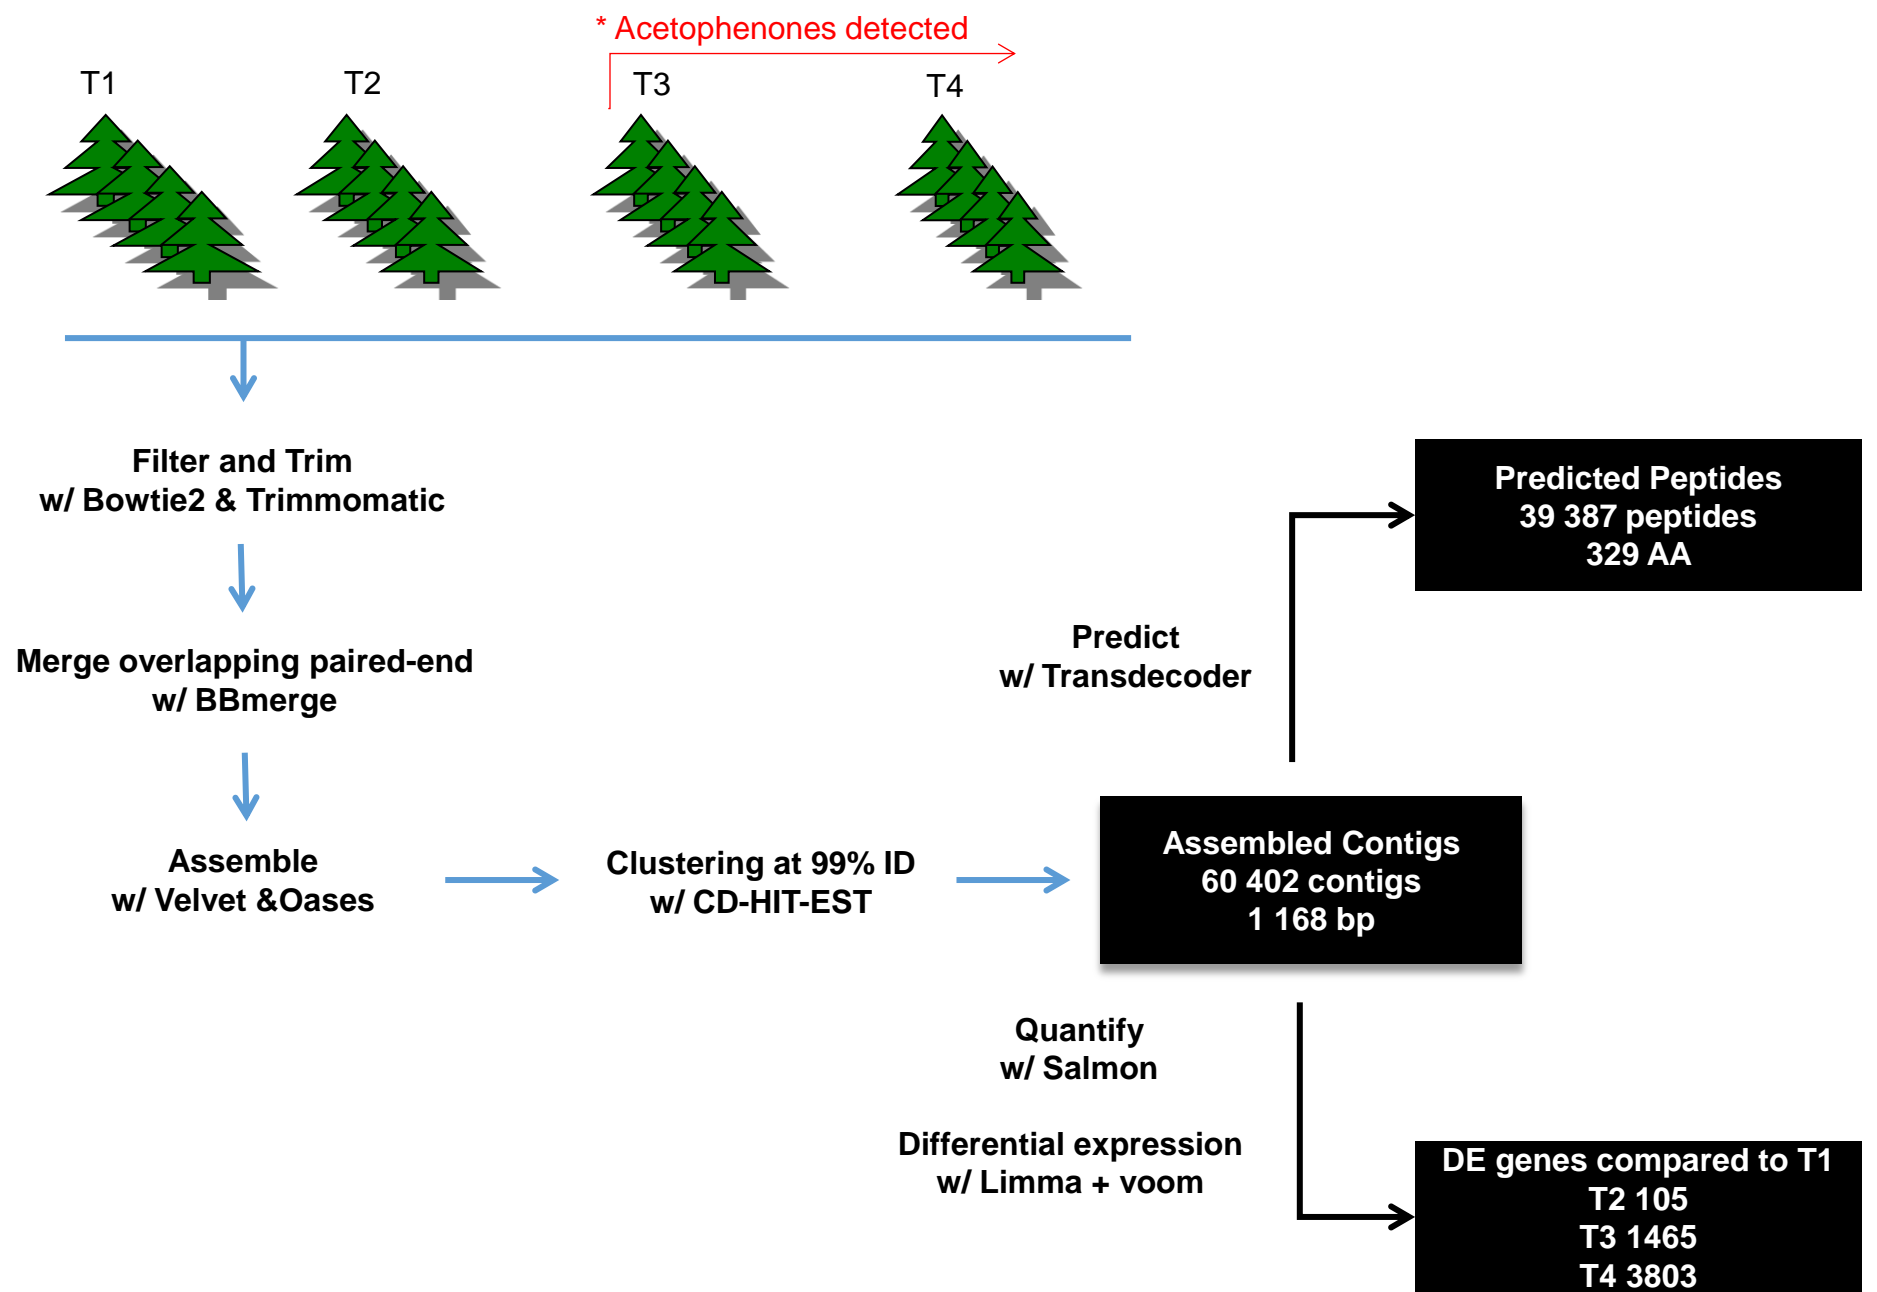 * Acetophenones detected
T1
T2
T3
T4
Filter and Trim
w/ Bowtie2 & Trimmomatic
Merge overlapping paired-end
w/ BBmerge
Assemble
w/ Velvet &Oases
Clustering at 99% ID
w/ CD-HIT-EST
Assembled Contigs
60 402 contigs
1 168 bp
Predict
w/ Transdecoder
Predicted Peptides
39 387 peptides
329 AA
Quantify
w/ Salmon
Differential expression
w/ Limma + voom
DE genes compared to T1
T2 105
T3 1465
T4 3803